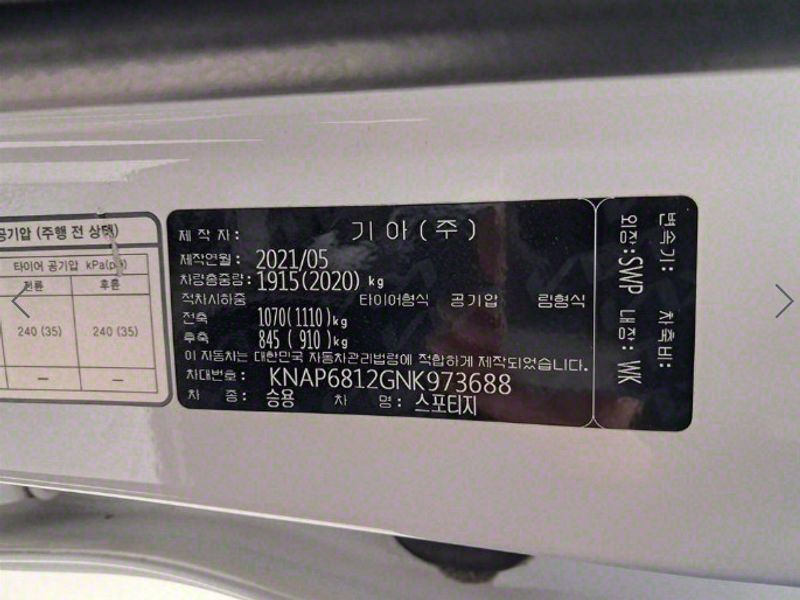 공기압 (주행 전 상태)
타이어 공기압 kPa(psi)
전륜 후륜
240 (35) 240 (35)
— —
제 작 자: 기 아 ( 주 )
제작연월: 2021/05
차량총중량: 1915(2020) kg
적차시하중 타이어형식 공기압 림형식
전축 1070(1110)kg
후축 845 ( 910)kg
이 자동차는 대한민국 자동차관리법령에 적합하게 제작되었습니다.
차대번호: KNAP6812GNK973688
차 종: 승용 차 명: 스포티지
변속기: 차축비:
외장:SWP 내장: WK